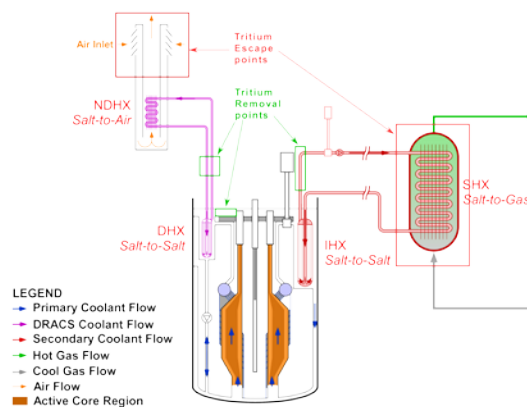 Tritium
Escape
points
Air Inlet
NDHX
Salt-to-Air
Tritium
Removal
points
SHX
Salt-to-Gas
DHX
Salt-to-Salt
IHX
Salt-to-Salt
LEGEND
Primary Coolant Flow
DRACS Coolant Flow
Secondary Coolant Flow
Hot Gas Flow
Cool Gas Flow
Air Flow
Active Core Region